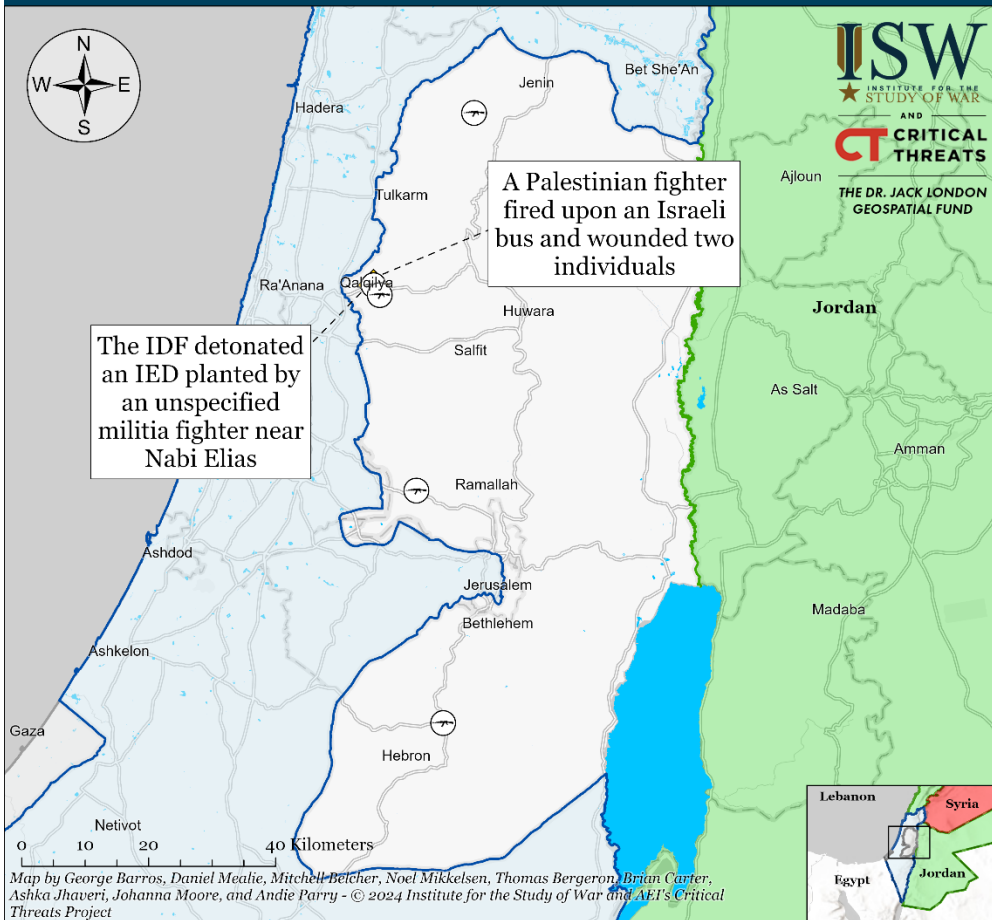 N
W
E
S
ISW
INSTITUTE FOR THE
STUDY OF WAR
AND
CT CRITICAL
THREATS
THE DR. JACK LONDON
GEOSPATIAL FUND
Jenin
Bet She'An
Hadera
Ajloun
Tulkarm
A Palestinian fighter
fired upon an Israeli
bus and wounded two
individuals
Ra'Anana
Qalqilya
Huwara
Jordan
The IDF detonated
an IED planted by
an unspecified
militia fighter near
Nabi Elias
Salfit
As Salt
Amman
Ramallah
Ashdod
Jerusalem
Bethlehem
Madaba
Ashkelon
Gaza
Hebron
Netivot
0 10 20 40 Kilometers
Lebanon
Syria
Egypt
Jordan
Map by George Barros, Daniel Mealie, Mitchell Belcher, Noel Mikkelsen, Thomas Bergeron, Brian Carter,
Ashka Jhaveri, Johanna Moore, and Andie Parry - © 2024 Institute for the Study of War and AEI's Critical
Threats Project